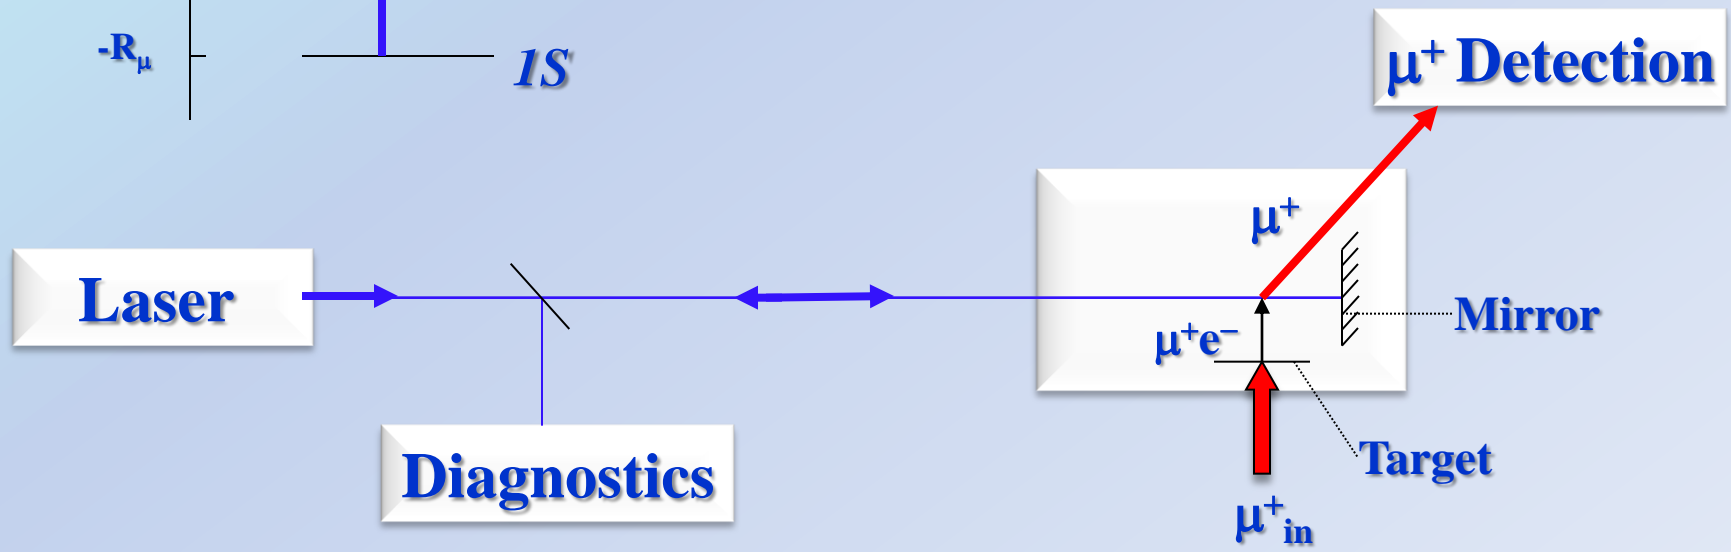 -Rμ
1S
μ⁺ Detection
μ⁺
Laser
Mirror
μ⁺e⁻
Target
Diagnostics
μ⁺in